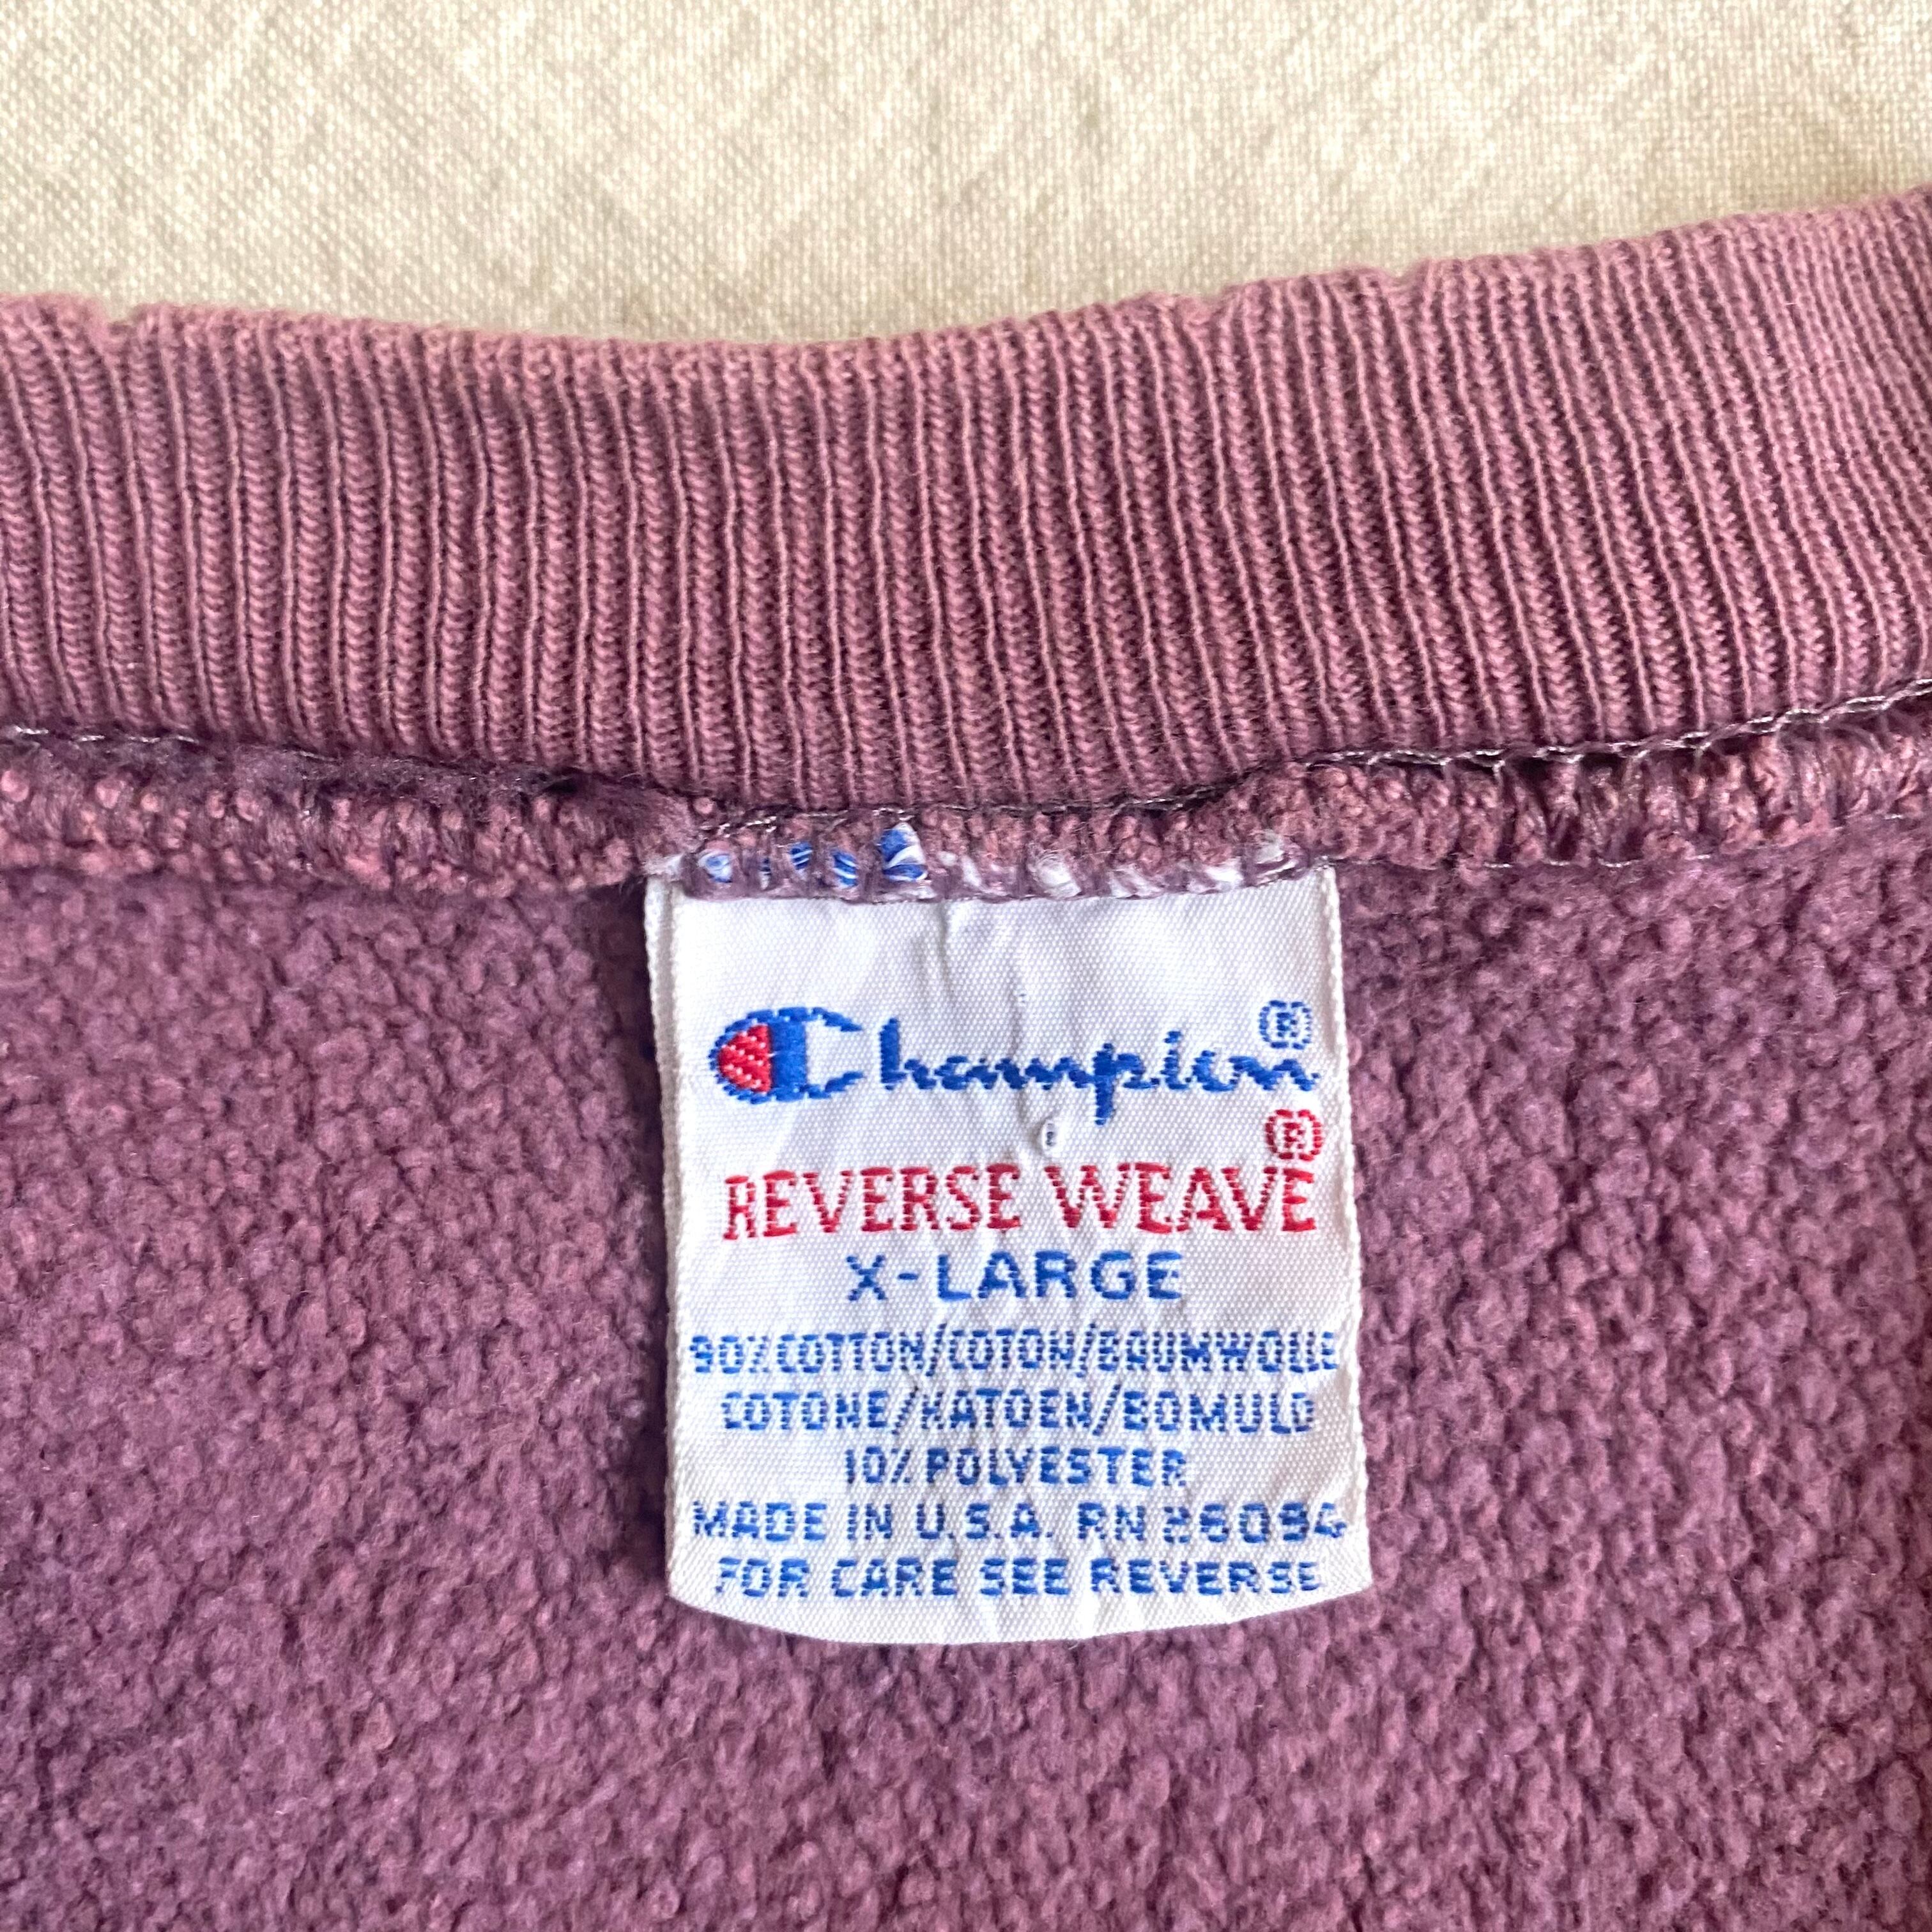 Champion®
REVERSE WEAVE®
X-LARGE
90% COTTON/COTON/BAUMWOLLE
COTONE/KATOEN/BOMULD
10% POLYESTER
MADE IN U.S.A. RN 26094
FOR CARE SEE REVERSE